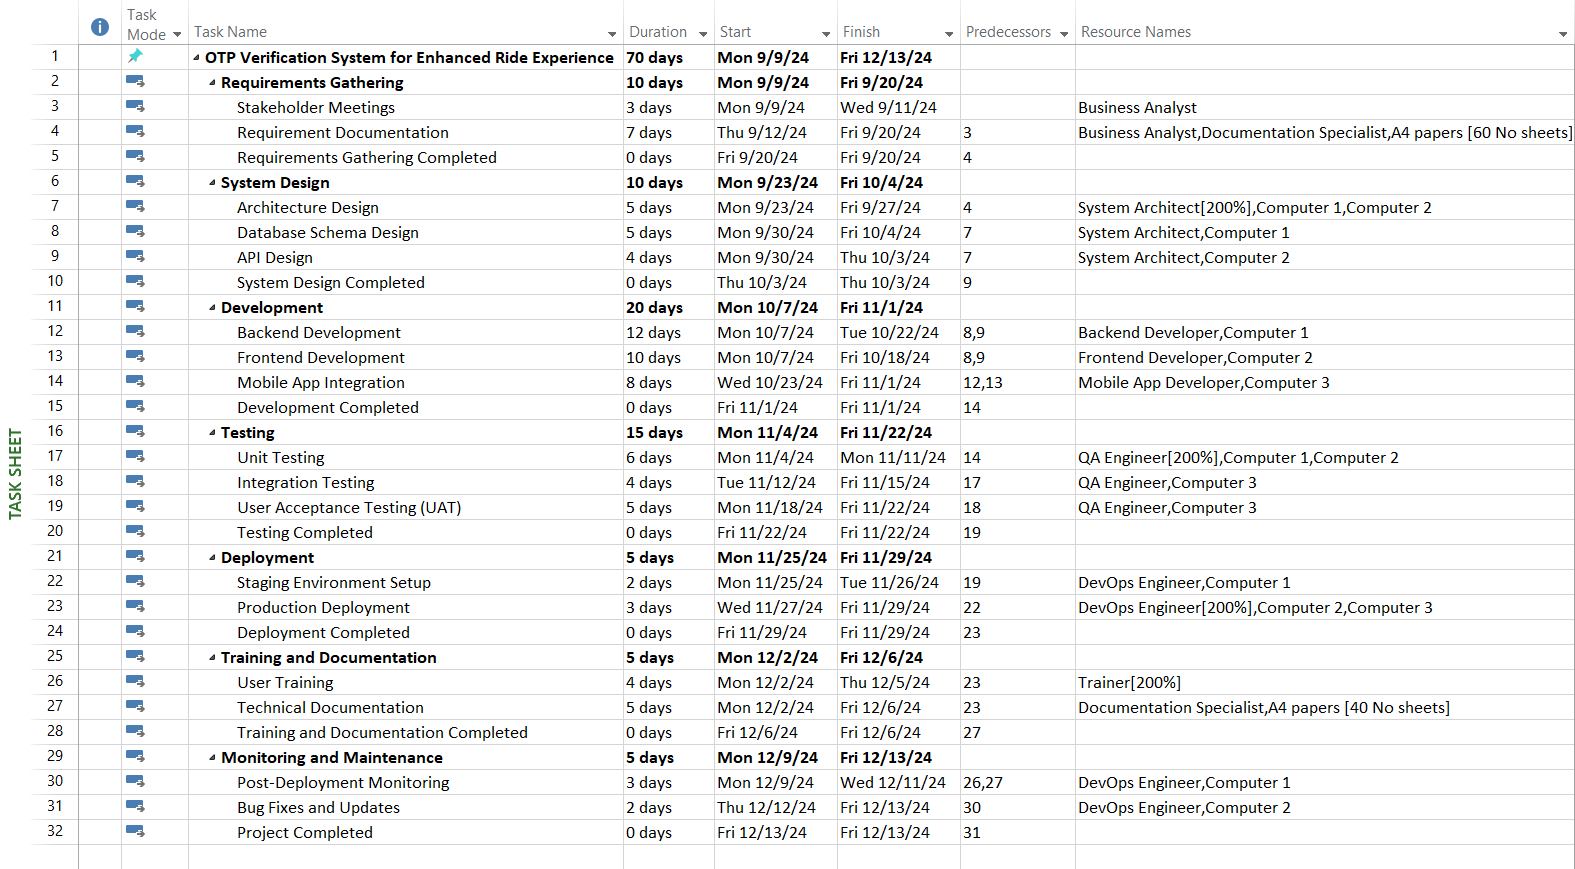 Task Mode Task Name Duration Start Finish Predecessors Resource Names
1 OTP Verification System for Enhanced Ride Experience 70 days Mon 9/9/24 Fri 12/13/24
2 Requirements Gathering 10 days Mon 9/9/24 Fri 9/20/24
3 Stakeholder Meetings 3 days Mon 9/9/24 Wed 9/11/24 Business Analyst
4 Requirement Documentation 7 days Thu 9/12/24 Fri 9/20/24 3 Business Analyst,Documentation Specialist,A4 papers [60 No sheets]
5 Requirements Gathering Completed 0 days Fri 9/20/24 Fri 9/20/24 4
6 System Design 10 days Mon 9/23/24 Fri 10/4/24
7 Architecture Design 5 days Mon 9/23/24 Fri 9/27/24 4 System Architect[200%],Computer 1,Computer 2
8 Database Schema Design 5 days Mon 9/30/24 Fri 10/4/24 7 System Architect,Computer 1
9 API Design 4 days Mon 9/30/24 Thu 10/3/24 7 System Architect,Computer 2
10 System Design Completed 0 days Thu 10/3/24 Thu 10/3/24 9
11 Development 20 days Mon 10/7/24 Fri 11/1/24
12 Backend Development 12 days Mon 10/7/24 Tue 10/22/24 8,9 Backend Developer,Computer 1
13 Frontend Development 10 days Mon 10/7/24 Fri 10/18/24 8,9 Frontend Developer,Computer 2
14 Mobile App Integration 8 days Wed 10/23/24 Fri 11/1/24 12,13 Mobile App Developer,Computer 3
15 Development Completed 0 days Fri 11/1/24 Fri 11/1/24 14
16 Testing 15 days Mon 11/4/24 Fri 11/22/24
17 Unit Testing 6 days Mon 11/4/24 Mon 11/11/24 14 QA Engineer[200%],Computer 1,Computer 2
18 Integration Testing 4 days Tue 11/12/24 Fri 11/15/24 17 QA Engineer,Computer 3
19 User Acceptance Testing (UAT) 5 days Mon 11/18/24 Fri 11/22/24 18 QA Engineer,Computer 3
20 Testing Completed 0 days Fri 11/22/24 Fri 11/22/24 19
21 Deployment 5 days Mon 11/25/24 Fri 11/29/24
22 Staging Environment Setup 2 days Mon 11/25/24 Tue 11/26/24 19 DevOps Engineer,Computer 1
23 Production Deployment 3 days Wed 11/27/24 Fri 11/29/24 22 DevOps Engineer[200%],Computer 2,Computer 3
24 Deployment Completed 0 days Fri 11/29/24 Fri 11/29/24 23
25 Training and Documentation 5 days Mon 12/2/24 Fri 12/6/24
26 User Training 4 days Mon 12/2/24 Thu 12/5/24 23 Trainer[200%]
27 Technical Documentation 5 days Mon 12/2/24 Fri 12/6/24 23 Documentation Specialist,A4 papers [40 No sheets]
28 Training and Documentation Completed 0 days Fri 12/6/24 Fri 12/6/24 27
29 Monitoring and Maintenance 5 days Mon 12/9/24 Fri 12/13/24
30 Post-Deployment Monitoring 3 days Mon 12/9/24 Wed 12/11/24 26,27 DevOps Engineer,Computer 1
31 Bug Fixes and Updates 2 days Thu 12/12/24 Fri 12/13/24 30 DevOps Engineer,Computer 2
32 Project Completed 0 days Fri 12/13/24 Fri 12/13/24 31
TASK SHEET